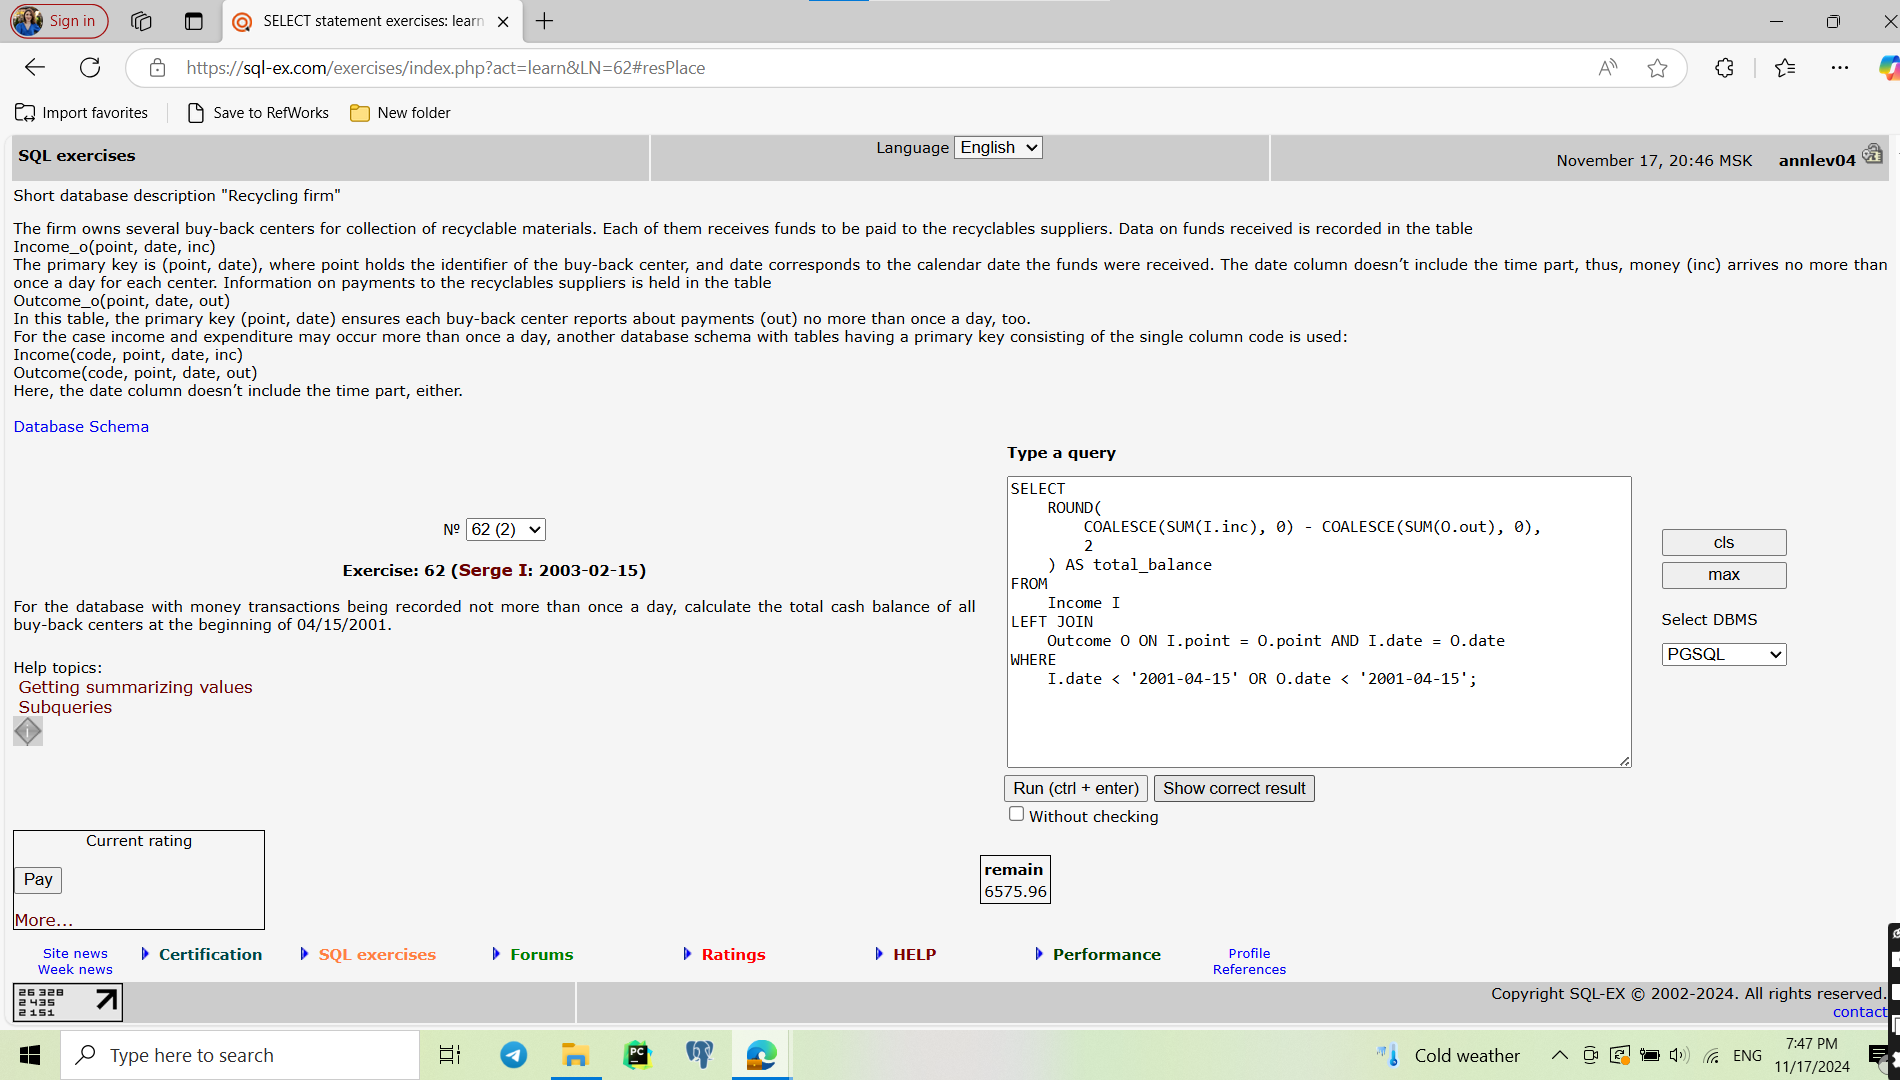 Sign in
SELECT statement exercises: learn
https://sql-ex.com/exercises/index.php?act=learn&LN=62#resPlace
Import favorites
Save to RefWorks
New folder
SQL exercises
Language English
November 17, 20:46 MSK annlev04
Short database description "Recycling firm"
The firm owns several buy-back centers for collection of recyclable materials. Each of them receives funds to be paid to the recyclables suppliers. Data on funds received is recorded in the table
Income_o(point, date, inc)
The primary key is (point, date), where point holds the identifier of the buy-back center, and date corresponds to the calendar date the funds were received. The date column doesn’t include the time part, thus, money (inc) arrives no more than
once a day for each center. Information on payments to the recyclables suppliers is held in the table
Outcome_o(point, date, out)
In this table, the primary key (point, date) ensures each buy-back center reports about payments (out) no more than once a day, too.
For the case income and expenditure may occur more than once a day, another database schema with tables having a primary key consisting of the single column code is used:
Income(code, point, date, inc)
Outcome(code, point, date, out)
Here, the date column doesn’t include the time part, either.
Database Schema
Nº 62 (2)
Exercise: 62 (Serge I: 2003-02-15)
For the database with money transactions being recorded not more than once a day, calculate the total cash balance of all
buy-back centers at the beginning of 04/15/2001.
Help topics:
Getting summarizing values
Subqueries
Type a query
SELECT
ROUND(
COALESCE(SUM(I.inc), 0) - COALESCE(SUM(O.out), 0),
2
) AS total_balance
FROM
Income I
LEFT JOIN
Outcome O ON I.point = O.point AND I.date = O.date
WHERE
I.date < '2001-04-15' OR O.date < '2001-04-15';
cls
max
Select DBMS
PGSQL
Run (ctrl + enter)
Show correct result
Without checking
Current rating
Pay
More...
remain
6575.96
Site news
Week news
Certification
SQL exercises
Forums
Ratings
HELP
Performance
Profile
References
26 328
2 435
2 151
Copyright SQL-EX © 2002-2024. All rights reserved.
contact
Type here to search
PC
Cold weather
ENG
7:47 PM
11/17/2024